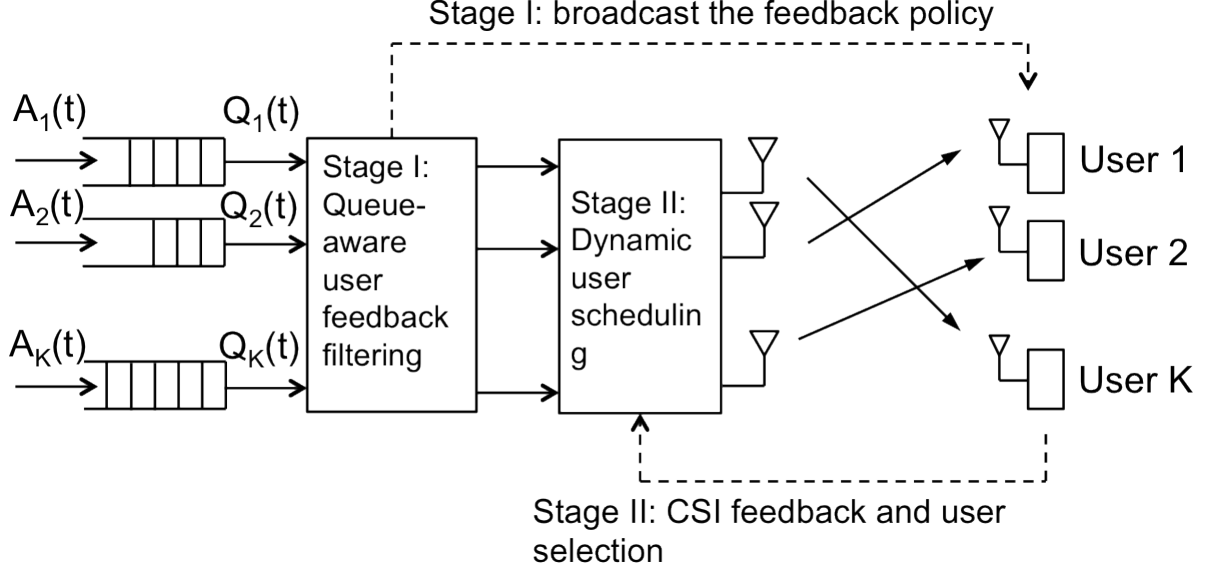 Stage I: broadcast the feedback policy
A1(t)
Q1(t)
A2(t)
Q2(t)
AK(t)
QK(t)
Stage I:
Queue-
aware
user
feedback
filtering
Stage II:
Dynamic
user
schedulin
g
User 1
User 2
User K
Stage II: CSI feedback and user
selection